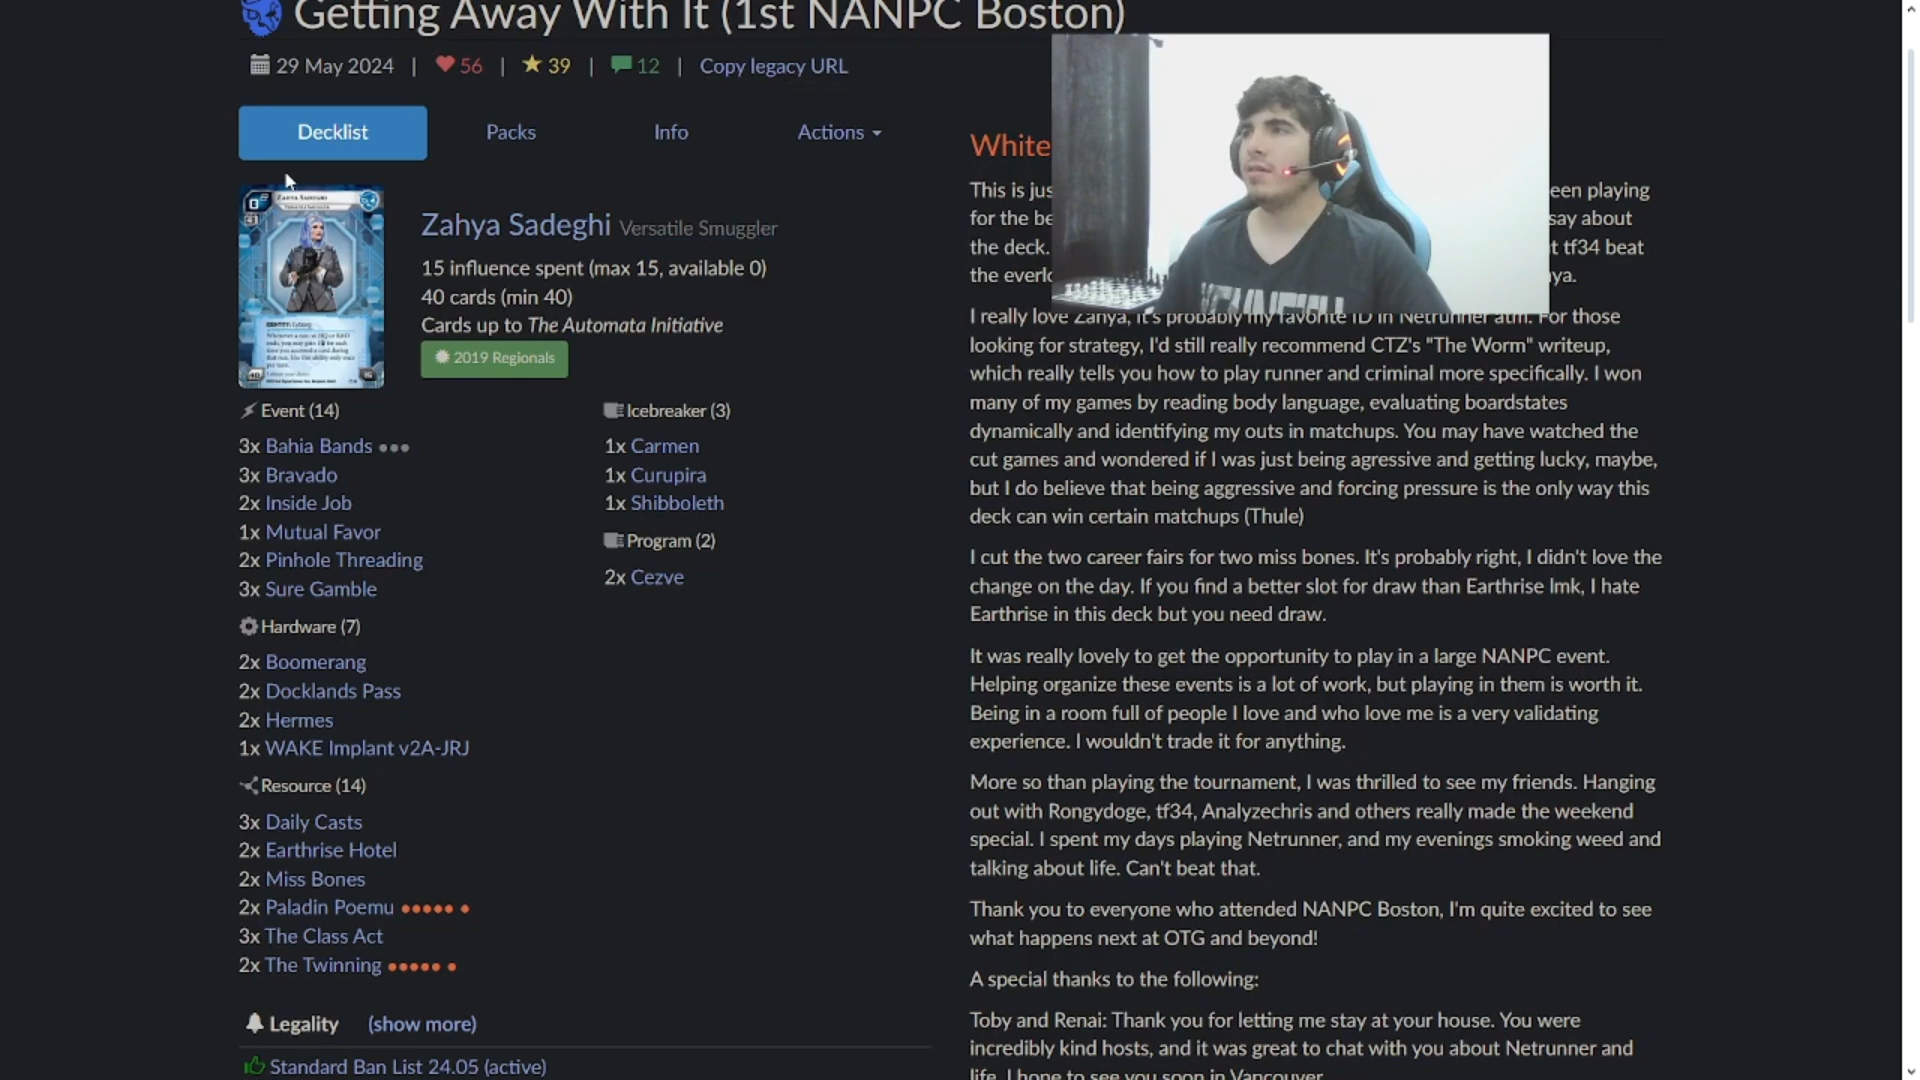 Getting Away With It (1st NANPC Boston)
29 May 2024 | 56 | 39 | 12 | Copy legacy URL
Decklist Packs Info Actions
Zahya Sadeghi Versatile Smuggler
15 influence spent (max 15, available 0)
40 cards (min 40)
Cards up to The Automata Initiative
2019 Regionals
Event (14)
3x Bahia Bands
3x Bravado
2x Inside Job
1x Mutual Favor
2x Pinhole Threading
3x Sure Gamble
Hardware (7)
2x Boomerang
2x Docklands Pass
2x Hermes
1x WAKE Implant v2A-JRJ
Resource (14)
3x Daily Casts
2x Earthrise Hotel
2x Miss Bones
2x Paladin Poemu
3x The Class Act
2x The Twinning
Icebreaker (3)
1x Carmen
1x Curupira
1x Shibboleth
Program (2)
2x Cezve
Legality (show more)
Standard Ban List 24.05 (active)
White
This is jus een playing
for the be say about
the deck. t tf34 beat
the everlo ya.
I really love Zahya, it's probably my favorite ID in Netrunner atm. For those
looking for strategy, I'd still really recommend CTZ's "The Worm" writeup,
which really tells you how to play runner and criminal more specifically. I won
many of my games by reading body language, evaluating boardstates
dynamically and identifying my outs in matchups. You may have watched the
cut games and wondered if I was just being agressive and getting lucky, maybe,
but I do believe that being aggressive and forcing pressure is the only way this
deck can win certain matchups (Thule)
I cut the two career fairs for two miss bones. It's probably right, I didn't love the
change on the day. If you find a better slot for draw than Earthrise lmk, I hate
Earthrise in this deck but you need draw.
It was really lovely to get the opportunity to play in a large NANPC event.
Helping organize these events is a lot of work, but playing in them is worth it.
Being in a room full of people I love and who love me is a very validating
experience. I wouldn't trade it for anything.
More so than playing the tournament, I was thrilled to see my friends. Hanging
out with Rongydoge, tf34, Analyzechris and others really made the weekend
special. I spent my days playing Netrunner, and my evenings smoking weed and
talking about life. Can't beat that.
Thank you to everyone who attended NANPC Boston, I'm quite excited to see
what happens next at OTG and beyond!
A special thanks to the following:
Toby and Renai: Thank you for letting me stay at your house. You were
incredibly kind hosts, and it was great to chat with you about Netrunner and
life. I hope to see you soon in Vancouver